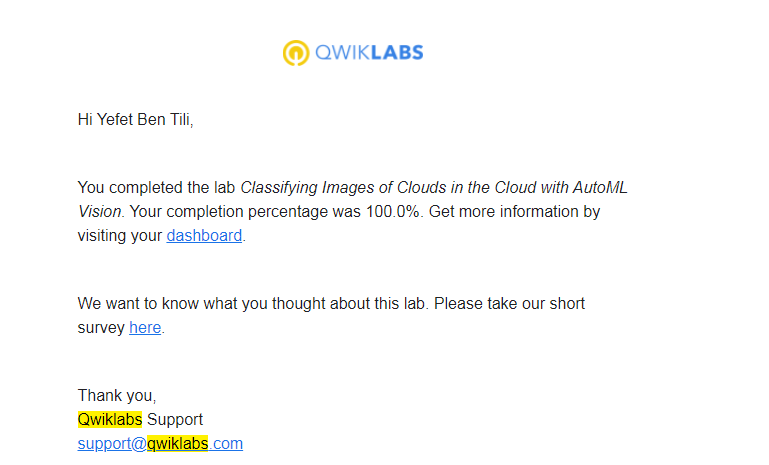 QWIKLABS
Hi Yefet Ben Tili,
You completed the lab Classifying Images of Clouds in the Cloud with AutoML
Vision. Your completion percentage was 100.0%. Get more information by
visiting your dashboard.
We want to know what you thought about this lab. Please take our short
survey here.
Thank you,
Qwiklabs Support
support@qwiklabs.com